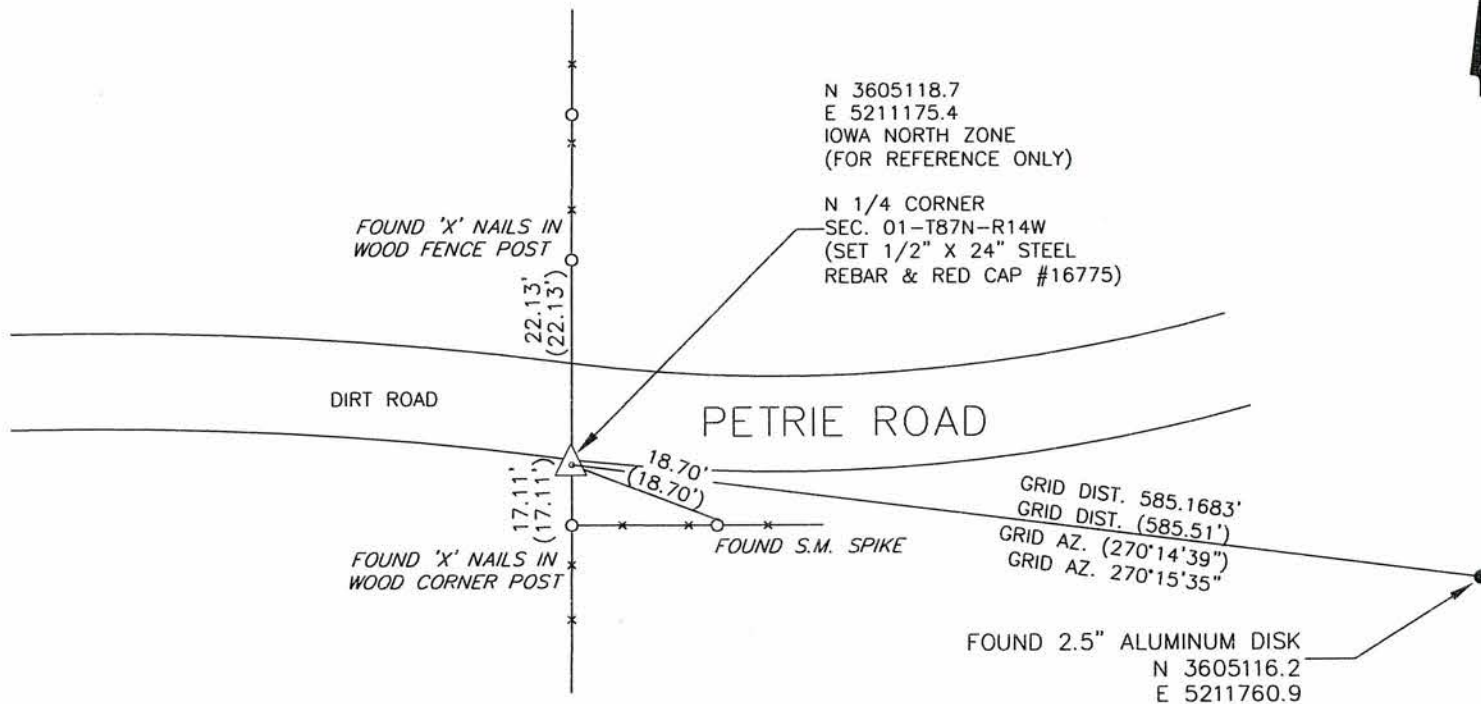 N 3605118.7
E 5211175.4
IOWA NORTH ZONE
(FOR REFERENCE ONLY)
N 1/4 CORNER
SEC. 01-T87N-R14W
(SET 1/2" X 24" STEEL
REBAR & RED CAP #16775)
FOUND 'X' NAILS IN
WOOD FENCE POST
22.13'
(22.13')
DIRT ROAD
PETRIE ROAD
18.70'
(18.70')
17.11'
(17.11')
GRID DIST. 585.1683'
GRID DIST. (585.51')
GRID AZ. (270°14'39")
GRID AZ. 270°15'35"
FOUND S.M. SPIKE
FOUND 'X' NAILS IN
WOOD CORNER POST
FOUND 2.5" ALUMINUM DISK
N 3605116.2
E 5211760.9